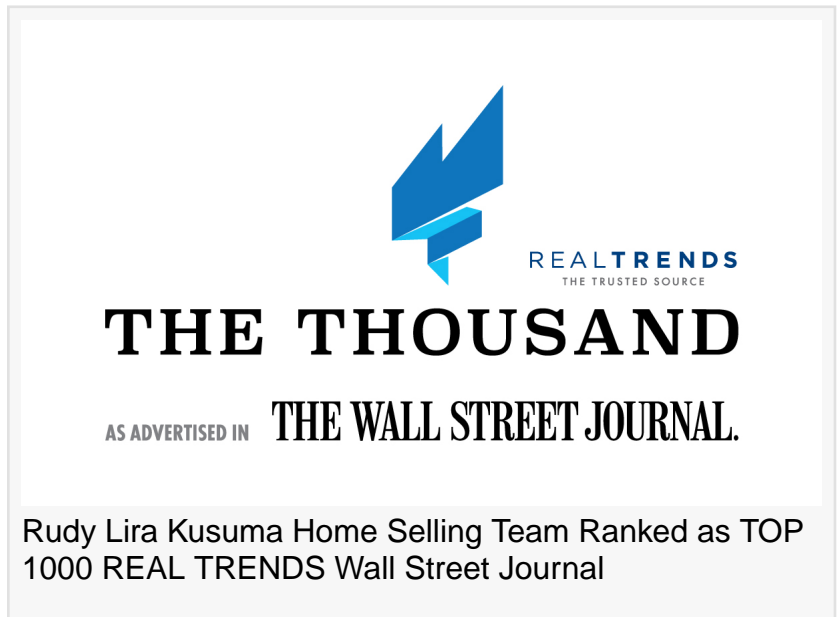 REALTRENDS
THE TRUSTED SOURCE
THE THOUSAND
AS ADVERTISED IN THE WALL STREET JOURNAL.
Rudy Lira Kusuma Home Selling Team Ranked as TOP
1000 REAL TRENDS Wall Street Journal